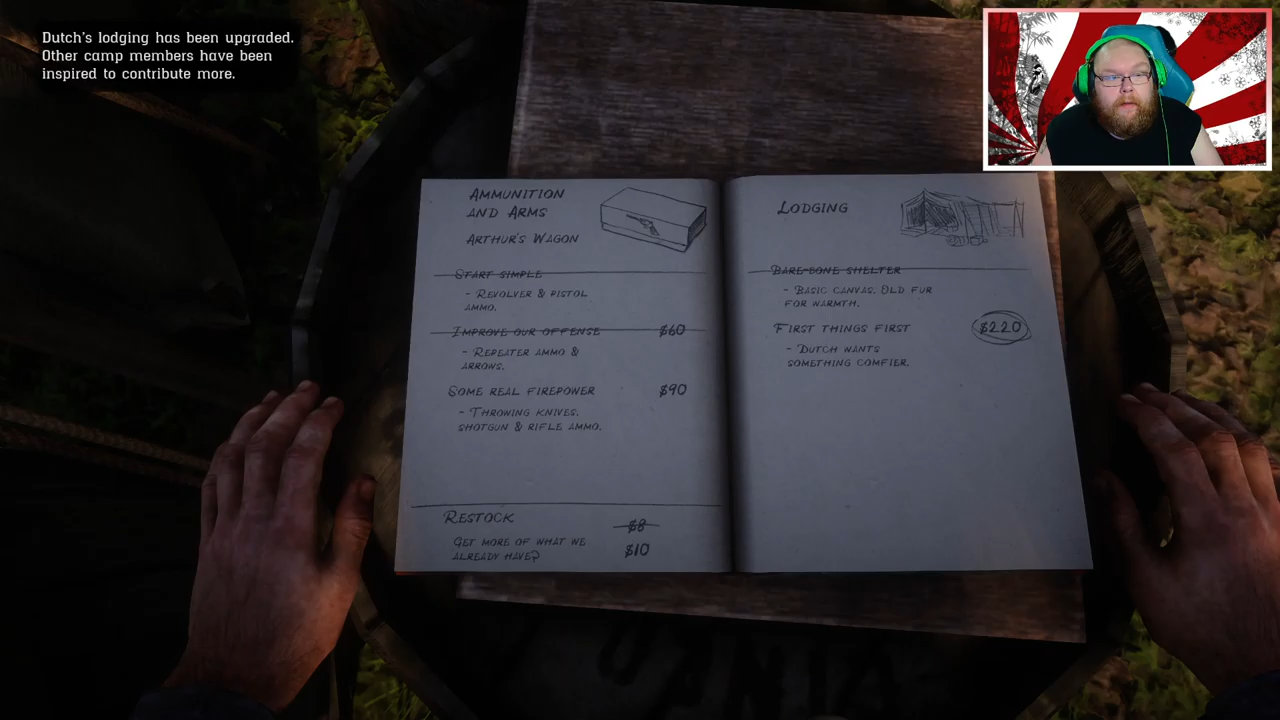 Dutch's lodging has been upgraded.
Other camp members have been
inspired to contribute more.
AMMUNITION
AND ARMS
ARTHUR'S WAGON
START SIMPLE
- REVOLVER & PISTOL
AMMO.
IMPROVE OUR OFFENSE $60
- REPEATER AMMO &
ARROWS.
SOME REAL FIREPOWER $90
- THROWING KNIVES.
SHOTGUN & RIFLE AMMO.
RESTOCK $8
GET MORE OF WHAT WE
ALREADY HAVE? $10
LODGING
BARE-BONE SHELTER
- BASIC CANVAS. OLD FUR
FOR WARMTH.
FIRST THINGS FIRST $220
- DUTCH WANTS
SOMETHING COMFIER.